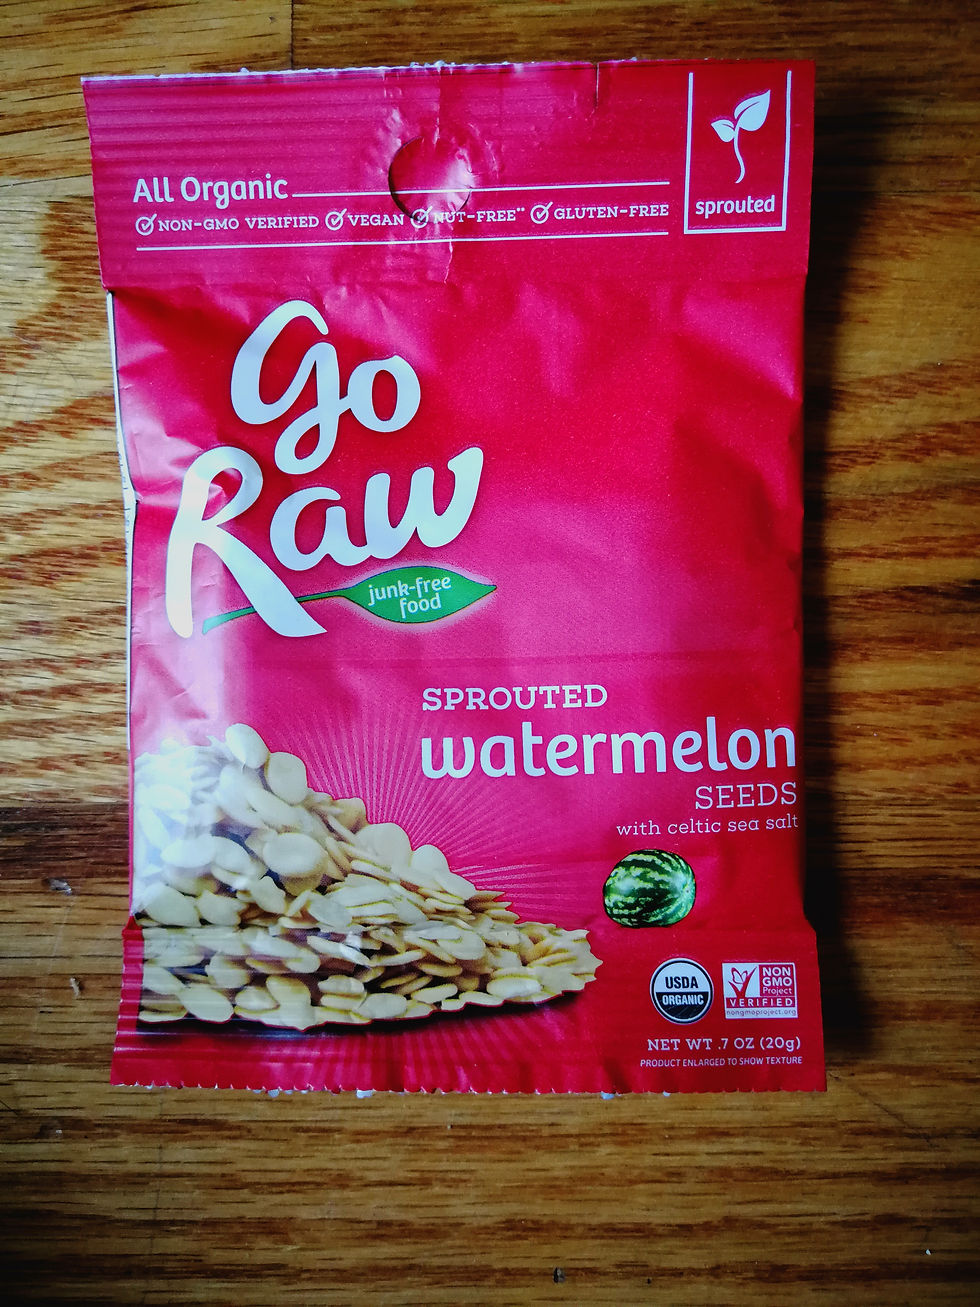 All Organic
NON-GMO VERIFIED VEGAN NUT-FREE** GLUTEN-FREE
sprouted
Go
Raw
junk-free
food
SPROUTED
watermelon
SEEDS
with celtic sea salt
USDA
ORGANIC
NON
GMO
Project
VERIFIED
nongmoproject.org
NET WT .7 OZ (20g)
PRODUCT ENLARGED TO SHOW TEXTURE